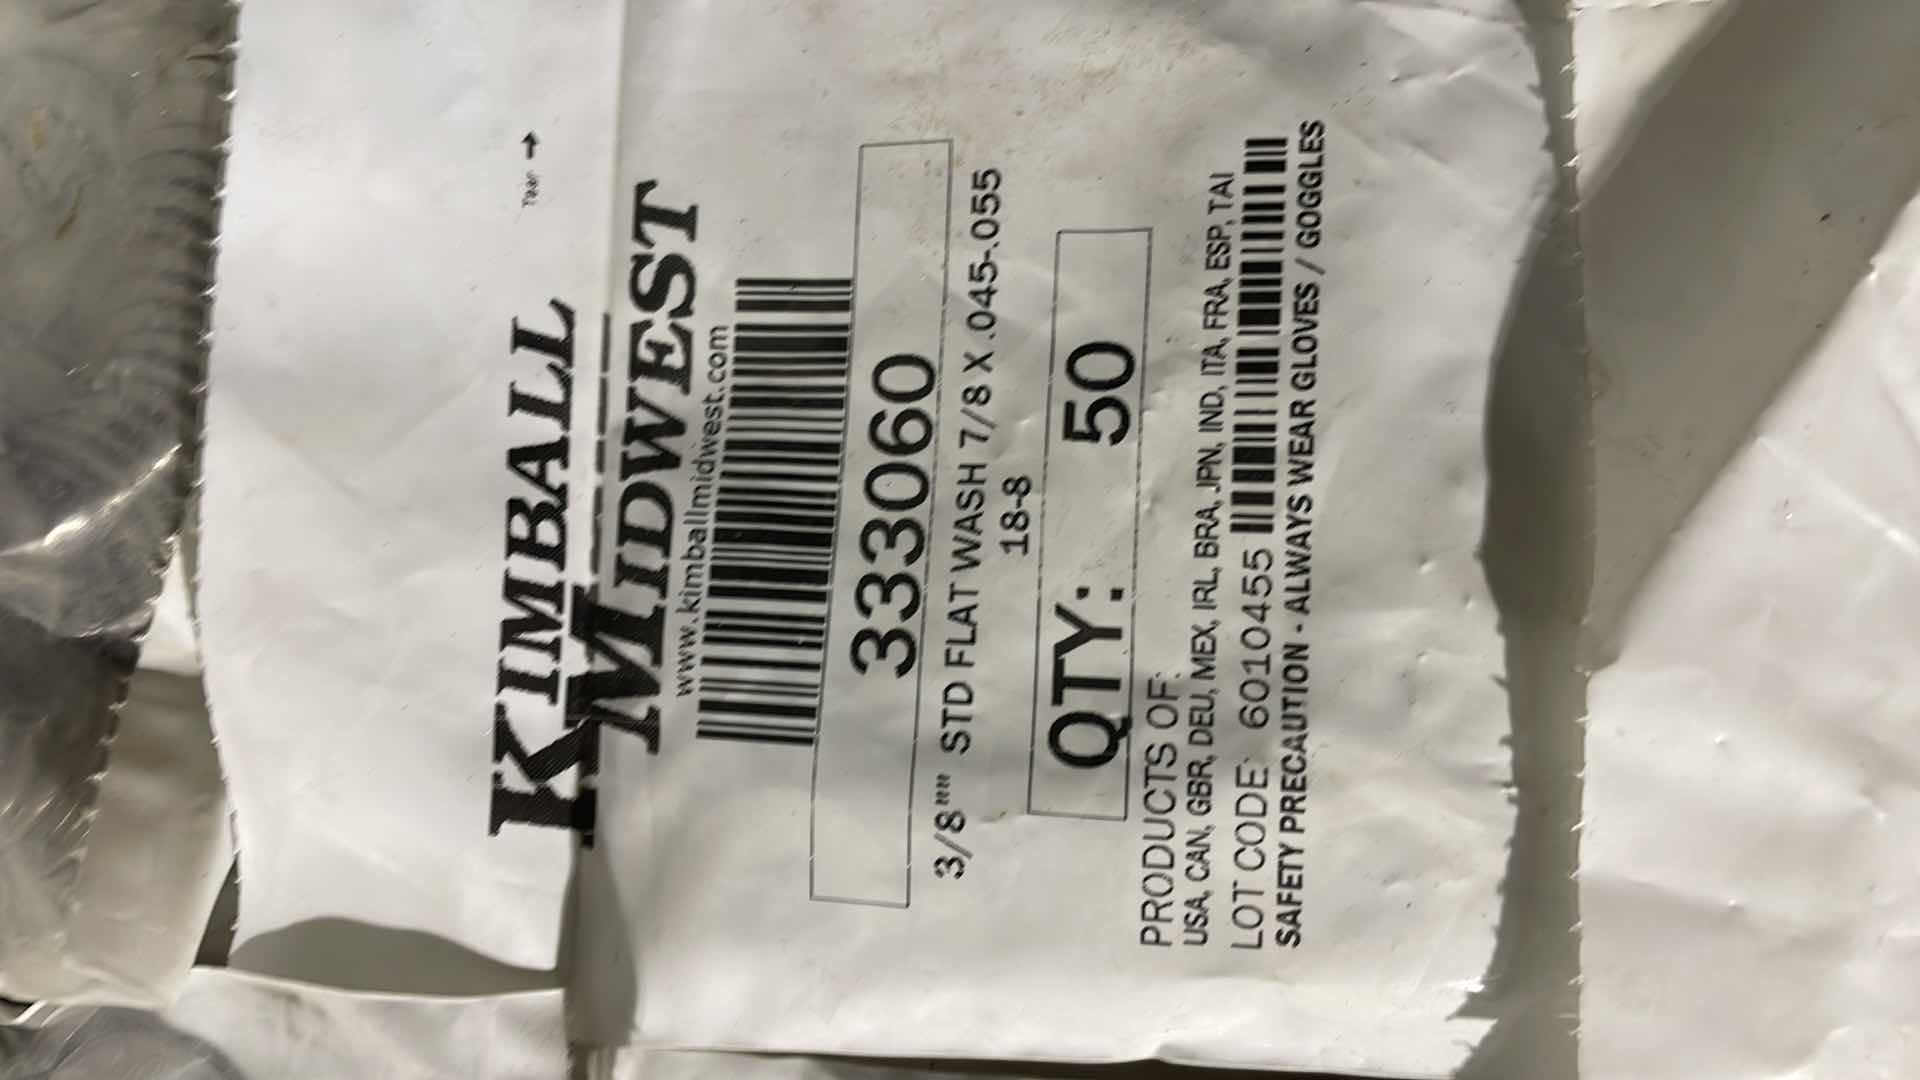 Tear →
KIMBALL
MIDWEST
www.kimballmidwest.com
333060
3/8"" STD FLAT WASH 7/8 X .045-.055
18-8
QTY: 50
PRODUCTS OF:
USA, CAN, GBR, DEU, MEX, IRL, BRA, JPN, IND, ITA, FRA, ESP, TAI
LOT CODE: 6010455
SAFETY PRECAUTION - ALWAYS WEAR GLOVES / GOGGLES